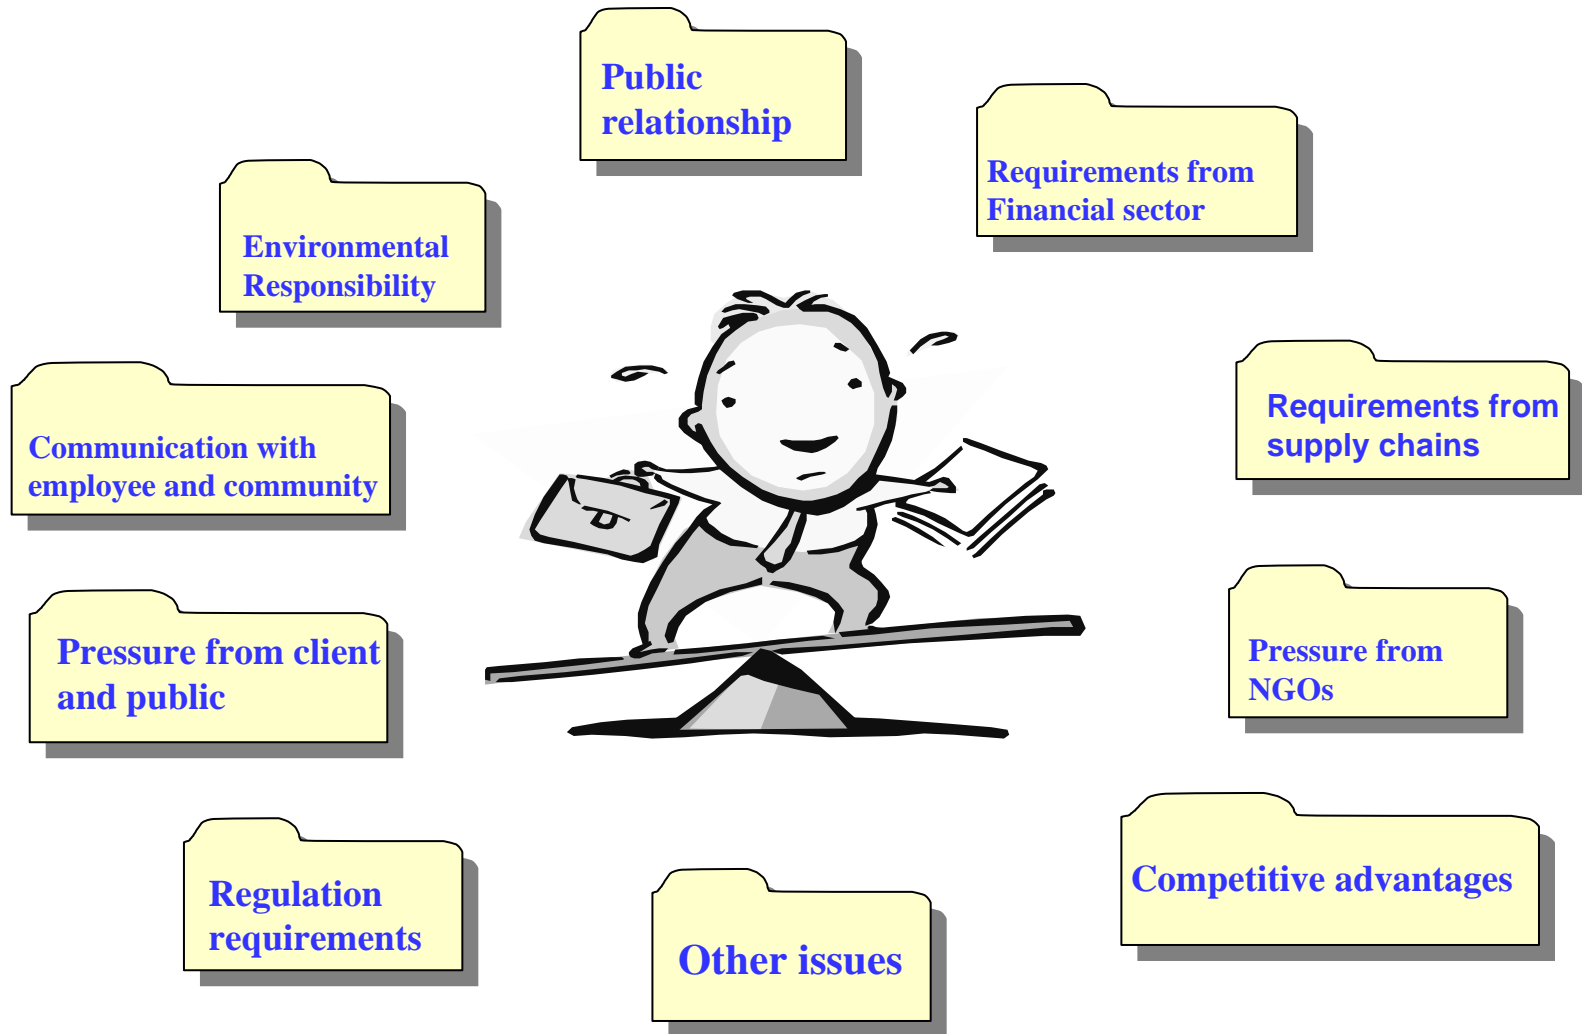 Public
relationship
Requirements from
Financial sector
Environmental
Responsibility
Requirements from
supply chains
Communication with
employee and community
Pressure from client
and public
Pressure from
NGOs
Competitive advantages
Regulation
requirements
Other issues